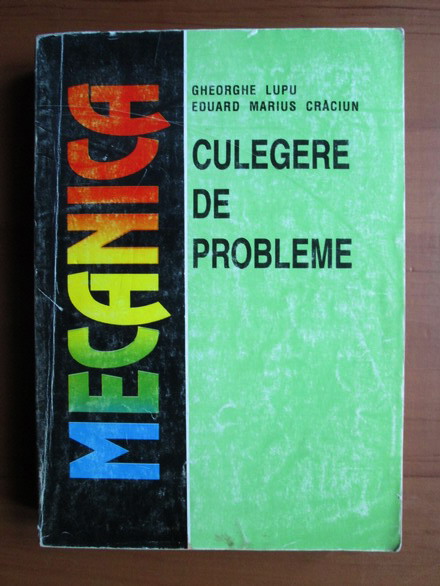 MECANICA
GHEORGHE LUPU
EDUARD MARIUS CRĂCIUN
CULEGERE
DE
PROBLEME